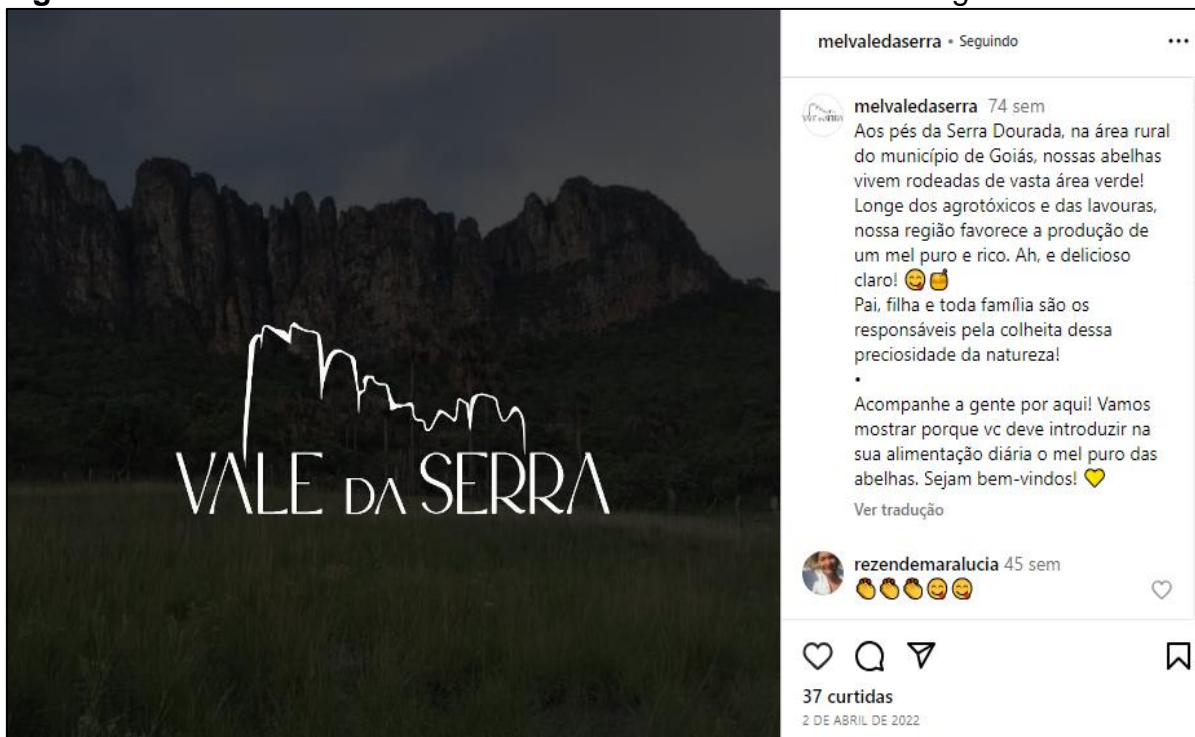 VALE DA SERRA
melvaledaserra • Seguindo
melvaledaserra 74 sem
Aos pés da Serra Dourada, na área rural
do município de Goiás, nossas abelhas
vivem rodeadas de vasta área verde!
Longe dos agrotóxicos e das lavouras,
nossa região favorece a produção de
um mel puro e rico. Ah, e delicioso
claro! 😋🍯
Pai, filha e toda família são os
responsáveis pela colheita dessa
preciosidade da natureza!
•
Acompanhe a gente por aqui! Vamos
mostrar porque vc deve introduzir na
sua alimentação diária o mel puro das
abelhas. Sejam bem-vindos! 💛
Ver tradução
rezendemaralucia 45 sem
👏👏👏😋😋
37 curtidas
2 DE ABRIL DE 2022